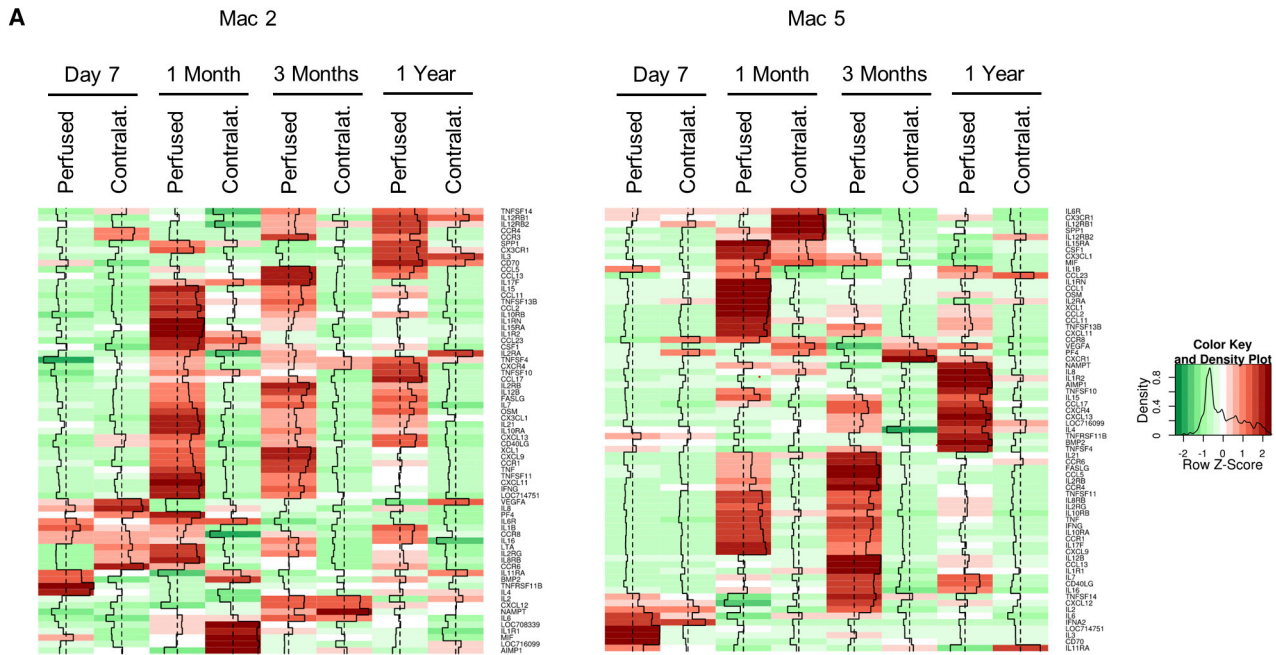 A
Mac 2
Mac 5
Day 7
1 Month
3 Months
1 Year
Day 7
1 Month
3 Months
1 Year
Perfused
Contralat.
Perfused
Contralat.
Perfused
Contralat.
Perfused
Contralat.
Perfused
Contralat.
Perfused
Contralat.
Perfused
Contralat.
Perfused
Contralat.
TNFSF14
IL12RB1
IL12RB2
CCR4
CCR3
SPP1
CX3CR1
IL3
CD70
CCL5
CCL13
IL17F
IL15
CCL11
TNFSF13B
CCL2
IL10RB
IL1RN
IL15RA
IL1R2
CCL23
CSF1
IL2RA
TNFSF4
CXCR4
TNFSF10
CCL17
IL2RB
IL12B
FASLG
IL7
OSM
CX3CL1
IL21
IL10RA
CXCL13
CD40LG
XCL1
CXCL9
CCR1
TNF
TNFSF11
CXCL11
IFNG
LOC714751
VEGFA
IL8
PF4
IL6R
IL1B
CCR8
IL16
LTA
IL2RG
IL8RB
CCR6
IL11RA
BMP2
TNFRSF11B
IL4
IL2
CXCL12
NAMPT
IL6
LOC708339
IL1R1
MIF
LOC716099
AIMP1
IL6R
CX3CR1
IL12RB1
SPP1
IL12RB2
IL15RA
CSF1
CX3CL1
MIF
IL1B
CCL23
IL1RN
CCL1
OSM
IL2RA
XCL1
CCL2
CCL11
TNFSF13B
CXCL11
CCR8
VEGFA
PF4
CXCR1
NAMPT
IL8
IL1R2
AIMP1
TNFSF10
IL15
CCL17
CXCR4
CXCL13
LOC716099
IL4
TNFRSF11B
BMP2
TNFSF4
IL21
CCR6
FASLG
CCL5
IL2RB
CCR4
TNFSF11
IL8RB
IL2RG
IL10RB
TNF
IFNG
IL10RA
CCR1
IL17F
CXCL9
IL12B
CCL13
IL1R1
IL7
CD40LG
IL16
TNFSF14
CXCL12
IL2
IL6
IFNA2
LOC714751
IL3
CD70
IL11RA
Color Key
and Density Plot
Density
0 0.4 0.8
-2 -1 0 1 2
Row Z-Score